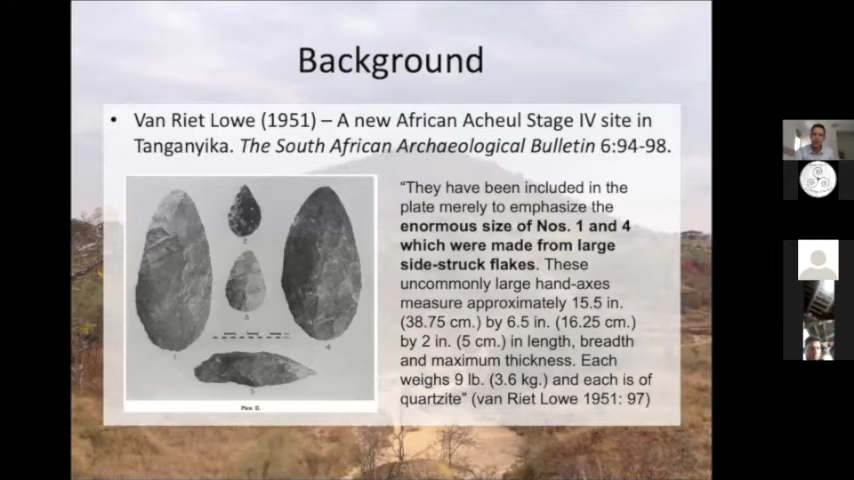 Background
• Van Riet Lowe (1951) – A new African Acheul Stage IV site in
Tanganyika. The South African Archaeological Bulletin 6:94-98.
“They have been included in the
plate merely to emphasize the
enormous size of Nos. 1 and 4
which were made from large
side-struck flakes. These
uncommonly large hand-axes
measure approximately 15.5 in.
(38.75 cm.) by 6.5 in. (16.25 cm.)
by 2 in. (5 cm.) in length, breadth
and maximum thickness. Each
weighs 9 lb. (3.6 kg.) and each is of
quartzite” (van Riet Lowe 1951: 97)
1
4
Plate II.